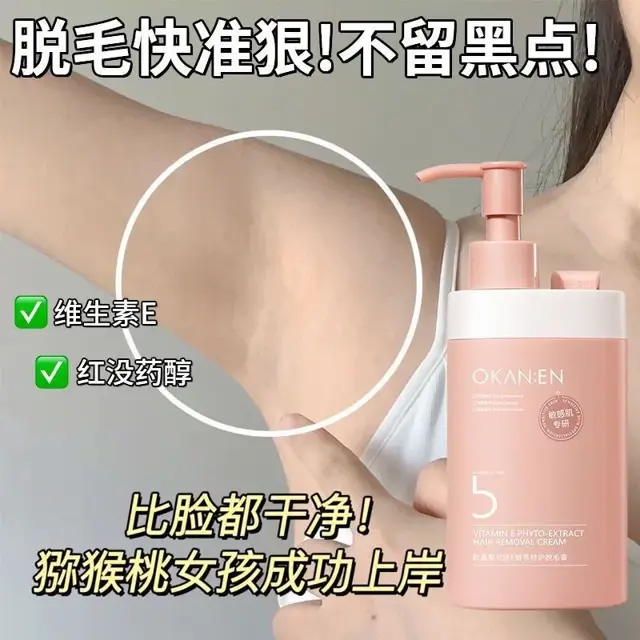 脱毛快准狠!不留黑点!
✅ 维生素E
✅ 红没药醇
OKAN:EN
敏感肌
专研
5
VITAMIN E PHYTO-EXTRACT
HAIR REMOVAL CREAM
比脸都干净!
猕猴桃女孩成功上岸